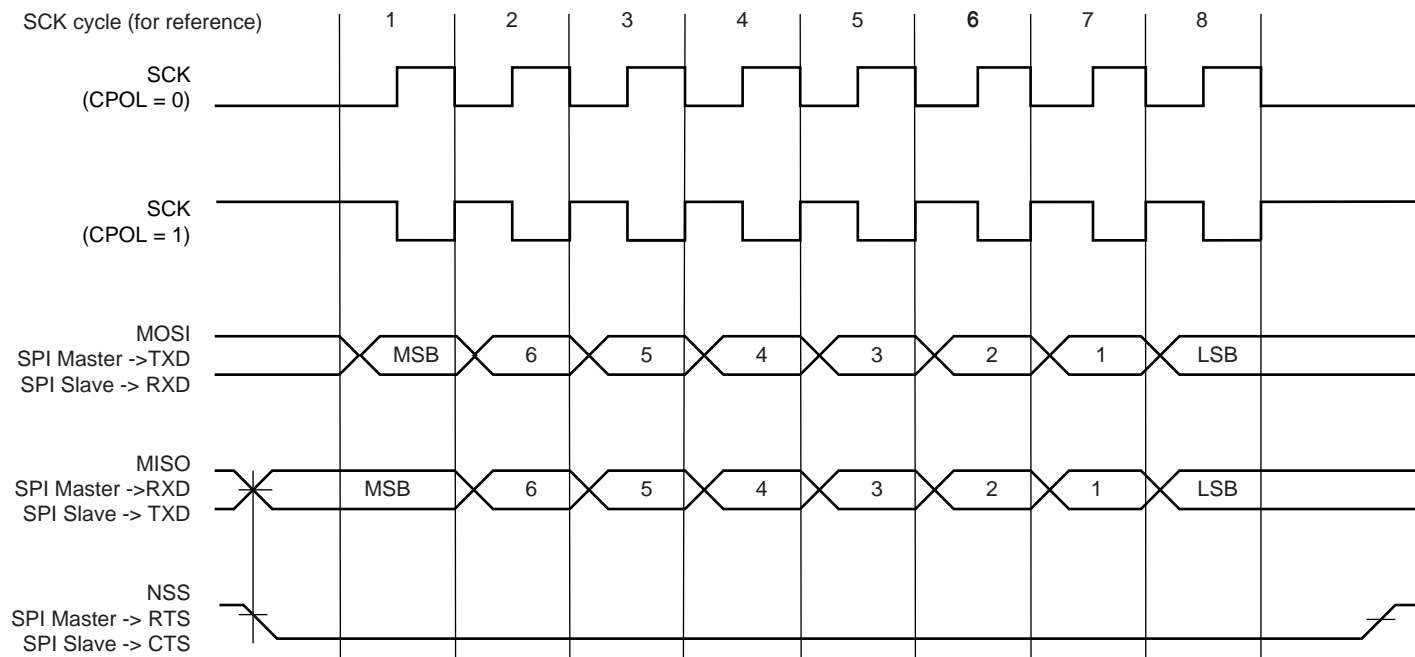 SCK cycle (for reference) 1 2 3 4 5 6 7 8
SCK
(CPOL = 0)
SCK
(CPOL = 1)
MOSI
SPI Master ->TXD
SPI Slave -> RXD
MSB 6 5 4 3 2 1 LSB
MISO
SPI Master ->RXD
SPI Slave -> TXD
MSB 6 5 4 3 2 1 LSB
NSS
SPI Master -> RTS
SPI Slave -> CTS